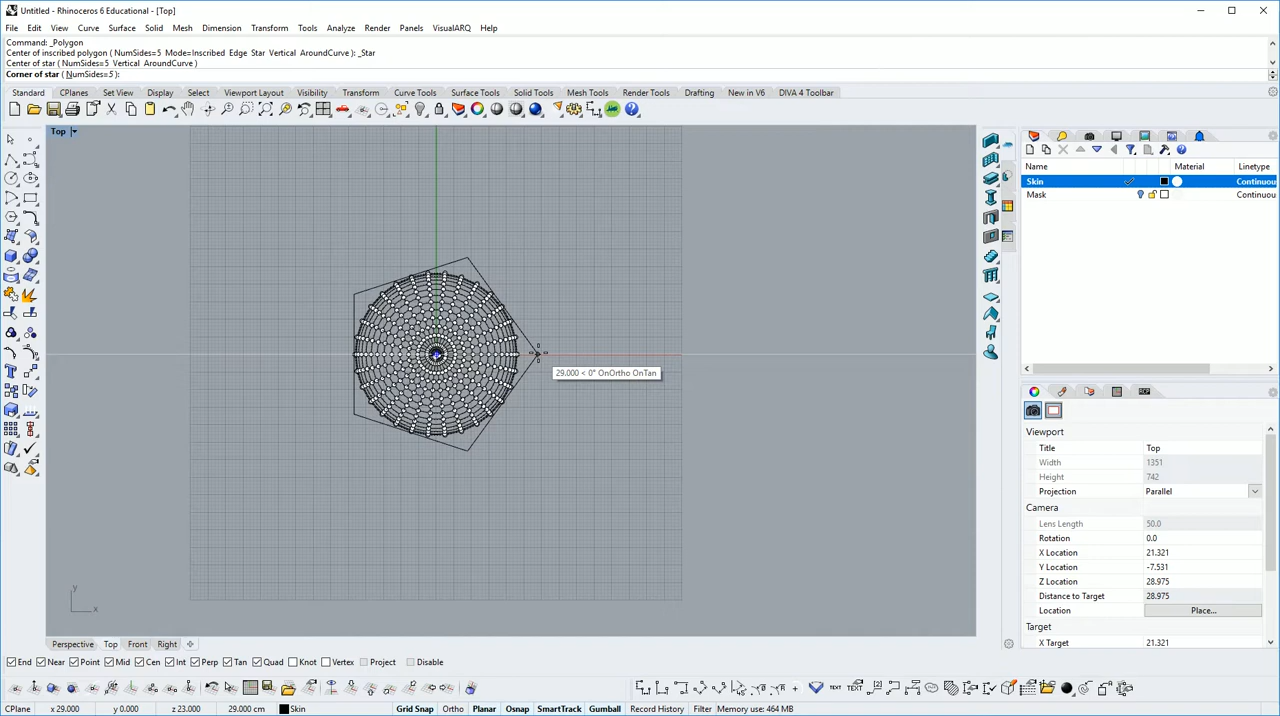 Untitled - Rhinoceros 6 Educational - [Top]
File Edit View Curve Surface Solid Mesh Dimension Transform Tools Analyze Render Panels VisualARQ Help
Command: _Polygon
Center of inscribed polygon ( NumSides=5 Mode=Inscribed Edge Star Vertical AroundCurve ): _Star
Center of star ( NumSides=5 Vertical AroundCurve )
Corner of star ( NumSides=5 ):
Standard CPlanes Set View Display Select Viewport Layout Visibility Transform Curve Tools Surface Tools Solid Tools Mesh Tools Render Tools Drafting New in V6 DIVA 4 Toolbar
Top
Name Material Linetype
Skin Continuou
Mask Continuou
29.000 < 0° OnOrtho OnTan
Viewport
Title Top
Width 1351
Height 742
Projection Parallel
Camera
Lens Length 50.0
Rotation 0.0
X Location 21.321
Y Location -7.531
Z Location 28.975
Distance to Target 28.975
Location Place...
Target
X Target 21.321
y
x
Perspective Top Front Right
End Near Point Mid Cen Int Perp Tan Quad Knot Vertex Project Disable
CPlane x 29.000 y 0.000 z 23.000 29.000 cm Skin Grid Snap Ortho Planar Osnap SmartTrack Gumball Record History Filter Memory use: 464 MB